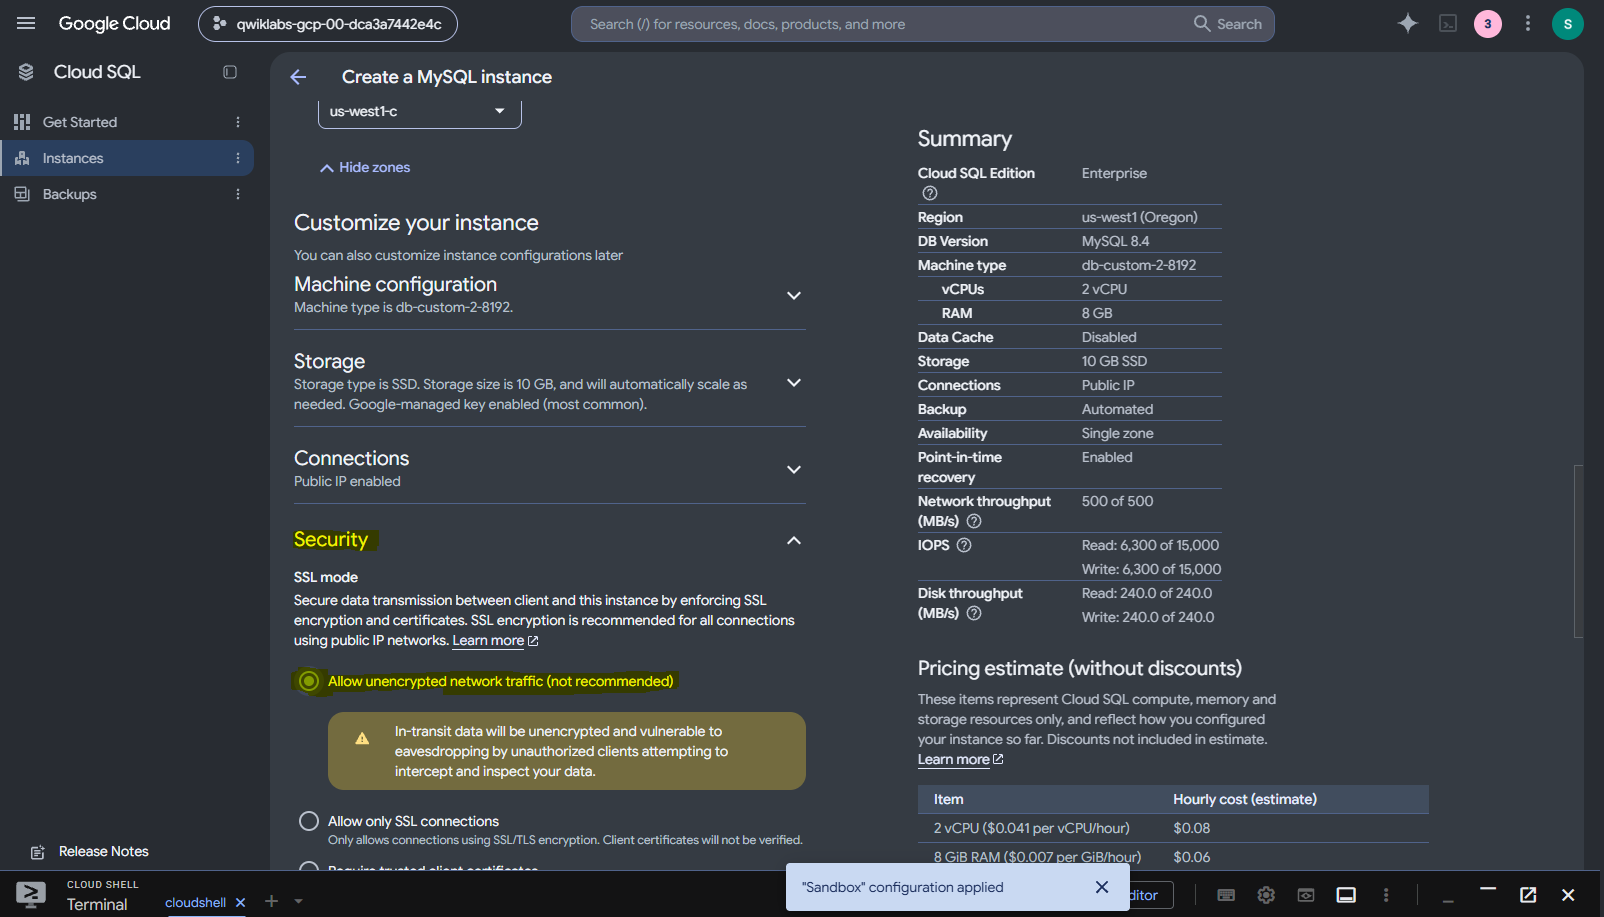 Google Cloud
qwiklabs-gcp-00-dca3a7442e4c
Search (/) for resources, docs, products, and more
Search
3
S
Cloud SQL
Get Started
Instances
Backups
Release Notes
Create a MySQL instance
us-west1-c
Hide zones
Customize your instance
You can also customize instance configurations later
Machine configuration
Machine type is db-custom-2-8192.
Storage
Storage type is SSD. Storage size is 10 GB, and will automatically scale as
needed. Google-managed key enabled (most common).
Connections
Public IP enabled
Security
SSL mode
Secure data transmission between client and this instance by enforcing SSL
encryption and certificates. SSL encryption is recommended for all connections
using public IP networks. Learn more
Allow unencrypted network traffic (not recommended)
In-transit data will be unencrypted and vulnerable to
eavesdropping by unauthorized clients attempting to
intercept and inspect your data.
Allow only SSL connections
Only allows connections using SSL/TLS encryption. Client certificates will not be verified.
Require trusted client certificates
Summary
Cloud SQL Edition Enterprise
Region us-west1 (Oregon)
DB Version MySQL 8.4
Machine type db-custom-2-8192
vCPUs 2 vCPU
RAM 8 GB
Data Cache Disabled
Storage 10 GB SSD
Connections Public IP
Backup Automated
Availability Single zone
Point-in-time Enabled
recovery
Network throughput 500 of 500
(MB/s)
IOPS Read: 6,300 of 15,000
Write: 6,300 of 15,000
Disk throughput Read: 240.0 of 240.0
(MB/s) Write: 240.0 of 240.0
Pricing estimate (without discounts)
These items represent Cloud SQL compute, memory and
storage resources only, and reflect how you configured
your instance so far. Discounts not included in estimate.
Learn more
Item Hourly cost (estimate)
2 vCPU ($0.041 per vCPU/hour) $0.08
8 GiB RAM ($0.007 per GiB/hour) $0.06
"Sandbox" configuration applied
CLOUD SHELL
Terminal
cloudshell
ditor